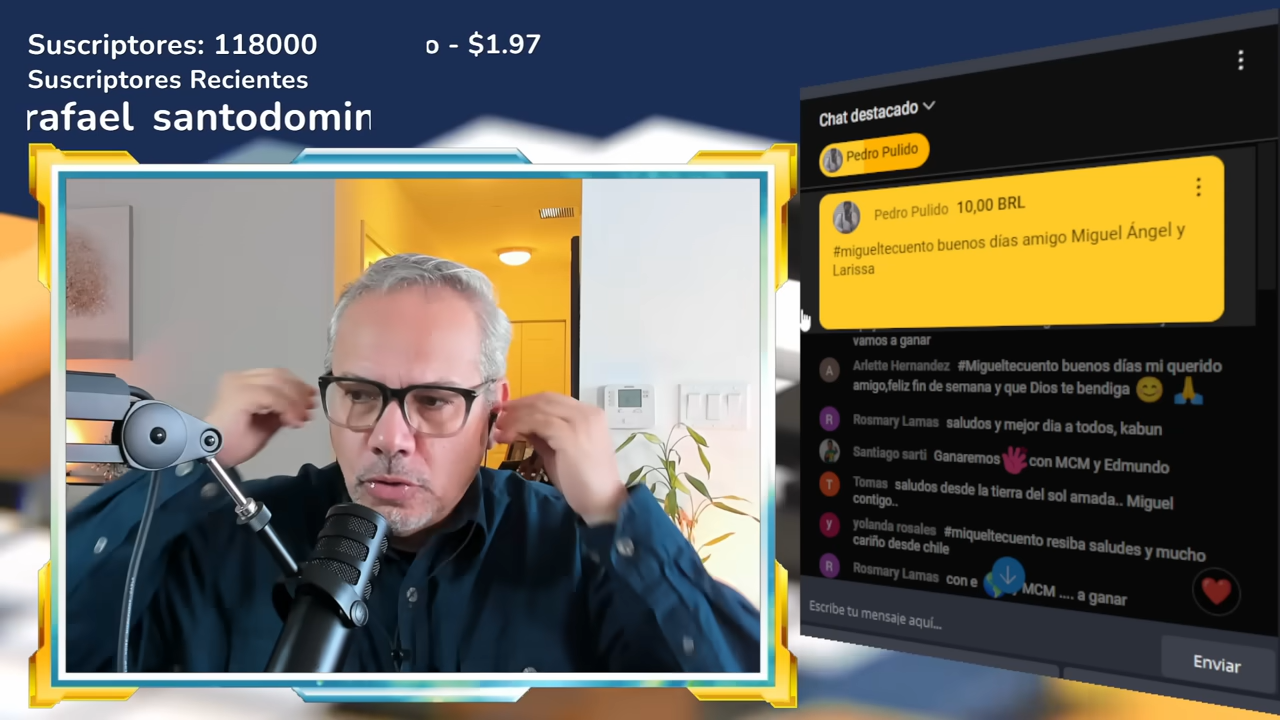 Suscriptores: 118000
o - $1.97
Suscriptores Recientes
rafael santodomin
Chat destacado
Pedro Pulido
Pedro Pulido 10,00 BRL
#migueltecuento buenos días amigo Miguel Ángel y
Larissa
vamos a ganar
A Arlette Hernandez #Migueltecuento buenos días mi querido
amigo,feliz fin de semana y que Dios te bendiga 😊 🙏
R Rosmary Lamas saludos y mejor dia a todos, kabun
Santiago sarti Ganaremos con MCM y Edmundo
T Tomas saludos desde la tierra del sol amada.. Miguel
contigo..
y yolanda rosales #miqueltecuento resiba saludes y mucho
cariño desde chile
R Rosmary Lamas con e MCM .... a ganar
Escribe tu mensaje aquí...
Enviar